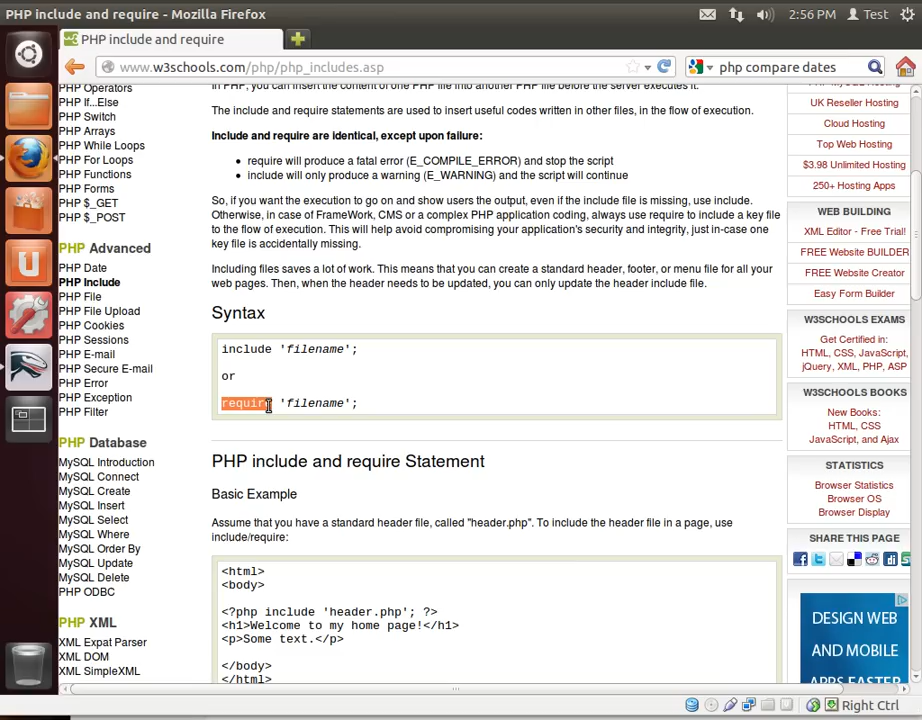 PHP include and require - Mozilla Firefox
2:56 PM Test
PHP include and require
www.w3schools.com/php/php_includes.asp
php compare dates
PHP Operators
PHP If...Else
PHP Switch
PHP Arrays
PHP While Loops
PHP For Loops
PHP Functions
PHP Forms
PHP $_GET
PHP $_POST
PHP Advanced
PHP Date
PHP Include
PHP File
PHP File Upload
PHP Cookies
PHP Sessions
PHP E-mail
PHP Secure E-mail
PHP Error
PHP Exception
PHP Filter
PHP Database
MySQL Introduction
MySQL Connect
MySQL Create
MySQL Insert
MySQL Select
MySQL Where
MySQL Order By
MySQL Update
MySQL Delete
PHP ODBC
PHP XML
XML Expat Parser
XML DOM
XML SimpleXML
In PHP, you can insert the content of one PHP file into another PHP file before the server executes it.
The include and require statements are used to insert useful codes written in other files, in the flow of execution.
Include and require are identical, except upon failure:
• require will produce a fatal error (E_COMPILE_ERROR) and stop the script
• include will only produce a warning (E_WARNING) and the script will continue
So, if you want the execution to go on and show users the output, even if the include file is missing, use include.
Otherwise, in case of FrameWork, CMS or a complex PHP application coding, always use require to include a key file
to the flow of execution. This will help avoid compromising your application's security and integrity, just in-case one
key file is accidentally missing.
Including files saves a lot of work. This means that you can create a standard header, footer, or menu file for all your
web pages. Then, when the header needs to be updated, you can only update the header include file.
Syntax
include 'filename';
or
require 'filename';
PHP include and require Statement
Basic Example
Assume that you have a standard header file, called "header.php". To include the header file in a page, use
include/require:
<html>
<body>
<?php include 'header.php'; ?>
<h1>Welcome to my home page!</h1>
<p>Some text.</p>
</body>
</html>
UK Reseller Hosting
Cloud Hosting
Top Web Hosting
$3.98 Unlimited Hosting
250+ Hosting Apps
WEB BUILDING
XML Editor - Free Trial!
FREE Website BUILDER
FREE Website Creator
Easy Form Builder
W3SCHOOLS EXAMS
Get Certified in:
HTML, CSS, JavaScript,
jQuery, XML, PHP, ASP
W3SCHOOLS BOOKS
New Books:
HTML, CSS
JavaScript, and Ajax
STATISTICS
Browser Statistics
Browser OS
Browser Display
SHARE THIS PAGE
DESIGN WEB
AND MOBILE
APPS FASTER
Right Ctrl